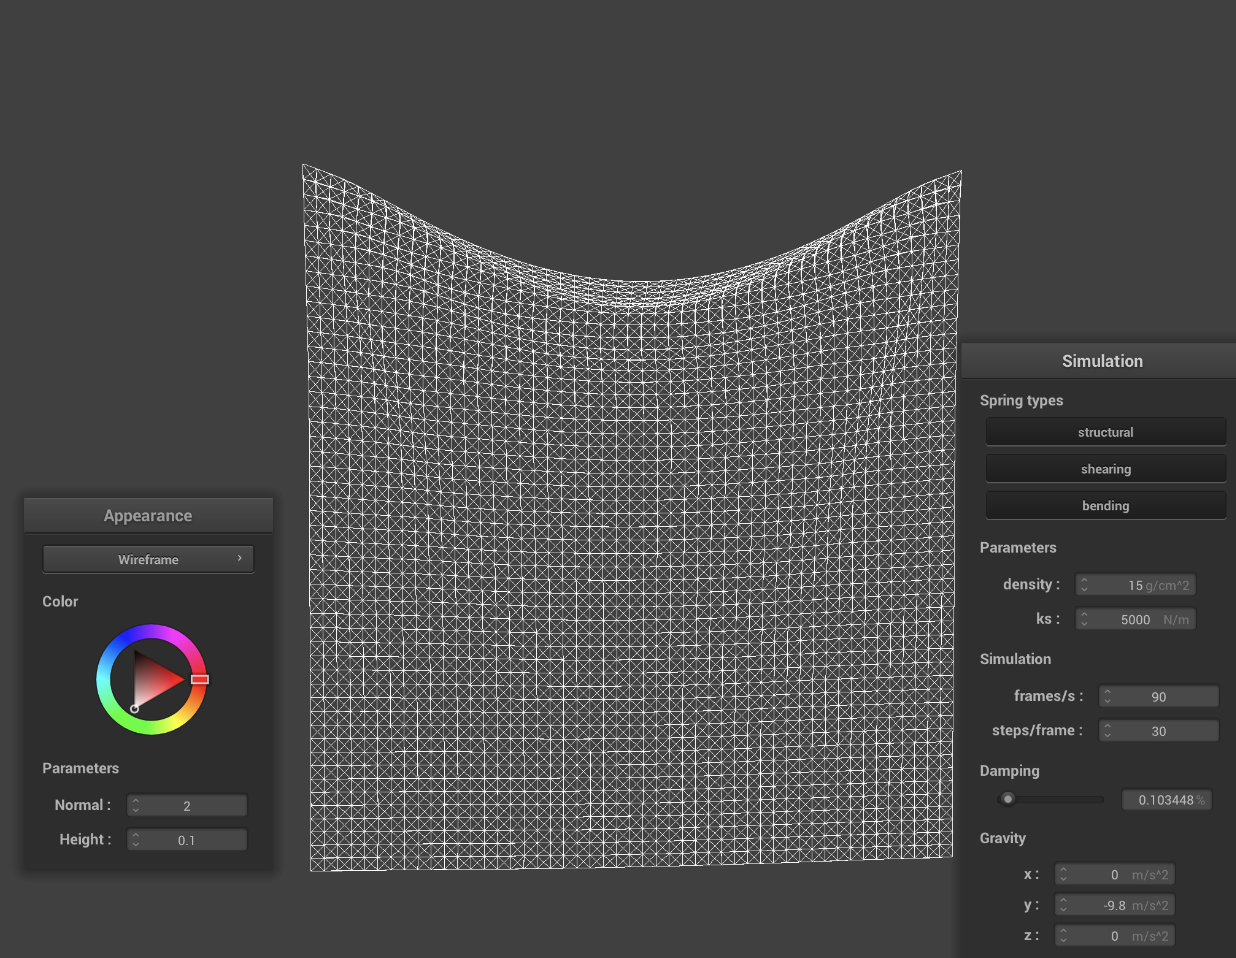 Appearance
Wireframe ›
Color
Parameters
Normal : 2
Height : 0.1
Simulation
Spring types
structural
shearing
bending
Parameters
density : 15 g/cm^2
ks : 5000 N/m
Simulation
frames/s : 90
steps/frame : 30
Damping
0.103448 %
Gravity
x : 0 m/s^2
y : -9.8 m/s^2
z : 0 m/s^2